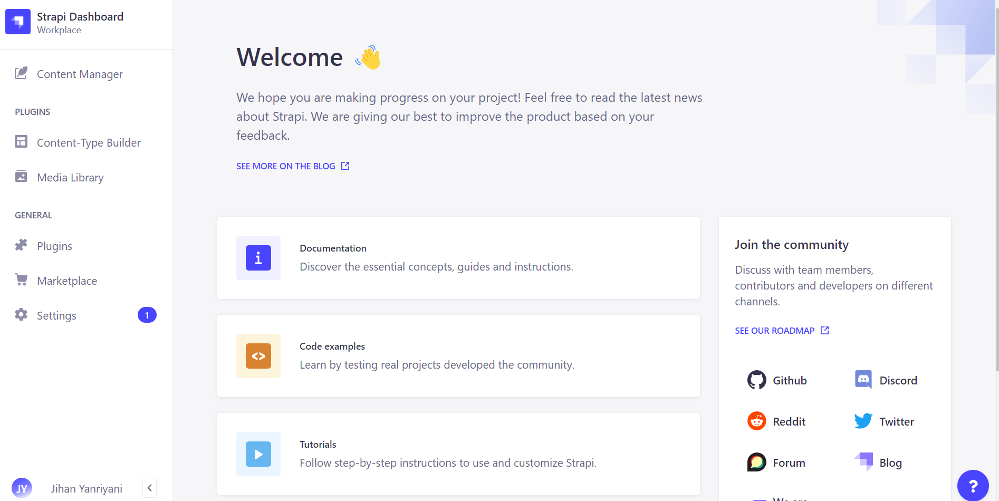 Strapi Dashboard
Workplace
Content Manager
PLUGINS
Content-Type Builder
Media Library
GENERAL
Plugins
Marketplace
Settings 1
JY Jihan Yanriyani
Welcome
We hope you are making progress on your project! Feel free to read the latest news
about Strapi. We are giving our best to improve the product based on your
feedback.
SEE MORE ON THE BLOG
Documentation
Discover the essential concepts, guides and instructions.
Code examples
Learn by testing real projects developed the community.
Tutorials
Follow step-by-step instructions to use and customize Strapi.
Join the community
Discuss with team members,
contributors and developers on different
channels.
SEE OUR ROADMAP
Github
Discord
Reddit
Twitter
Forum
Blog
We are
?